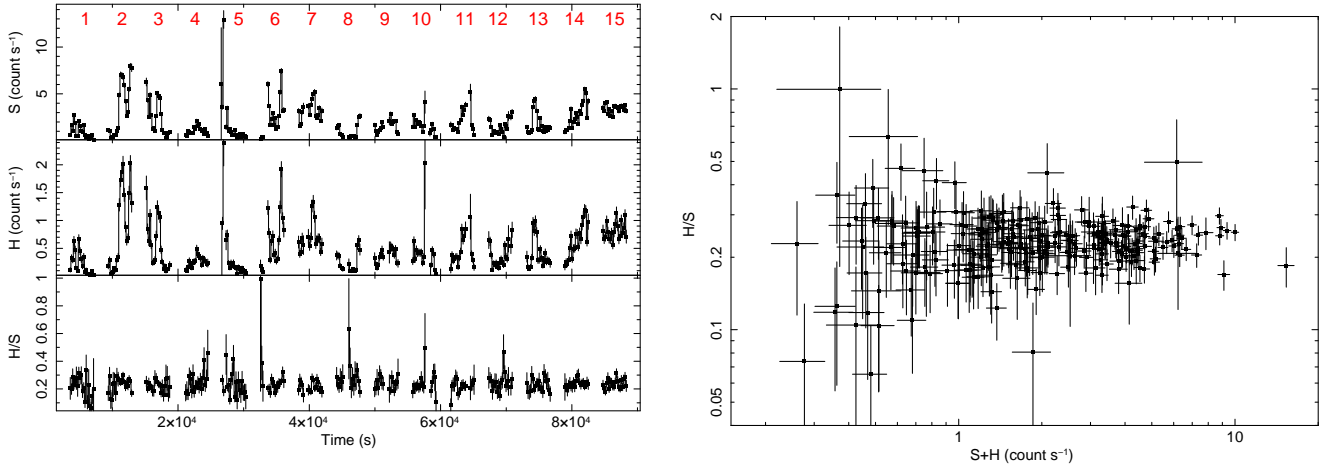 1 2 3 4 5 6 7 8 9 10 11 12 13 14 15
S (count s⁻¹)
10
5
H (count s⁻¹)
2
1.5
1
0.5
H/S
1
0.8
0.6
0.4
0.2
2×10⁴ 4×10⁴ 6×10⁴ 8×10⁴
Time (s)
H/S
2
1
0.5
0.2
0.1
0.05
1 10
S+H (count s⁻¹)